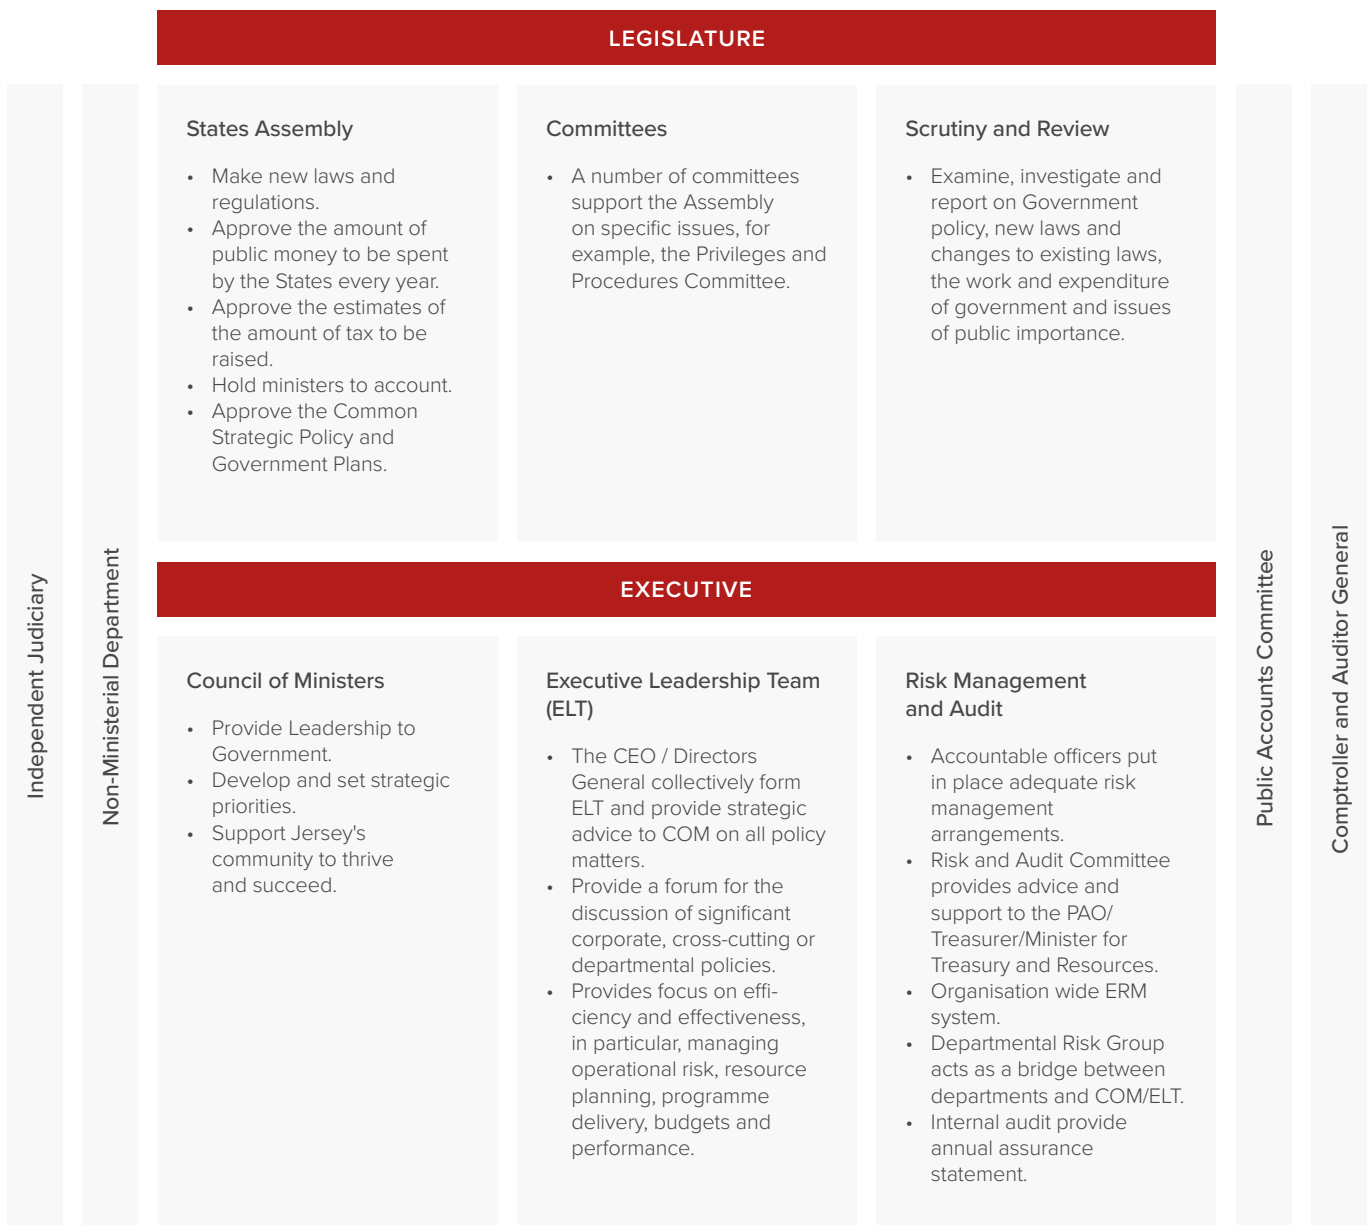 LEGISLATURE
Independent Judiciary
Non-Ministerial Department
States Assembly
• Make new laws and
regulations.
• Approve the amount of
public money to be spent
by the States every year.
• Approve the estimates of
the amount of tax to be
raised.
• Hold ministers to account.
• Approve the Common
Strategic Policy and
Government Plans.
Committees
• A number of committees
support the Assembly
on specific issues, for
example, the Privileges and
Procedures Committee.
Scrutiny and Review
• Examine, investigate and
report on Government
policy, new laws and
changes to existing laws,
the work and expenditure
of government and issues
of public importance.
EXECUTIVE
Council of Ministers
• Provide Leadership to
Government.
• Develop and set strategic
priorities.
• Support Jersey's
community to thrive
and succeed.
Executive Leadership Team
(ELT)
• The CEO / Directors
General collectively form
ELT and provide strategic
advice to COM on all policy
matters.
• Provide a forum for the
discussion of significant
corporate, cross-cutting or
departmental policies.
• Provides focus on effi-
ciency and effectiveness,
in particular, managing
operational risk, resource
planning, programme
delivery, budgets and
performance.
Risk Management
and Audit
• Accountable officers put
in place adequate risk
management
arrangements.
• Risk and Audit Committee
provides advice and
support to the PAO/
Treasurer/Minister for
Treasury and Resources.
• Organisation wide ERM
system.
• Departmental Risk Group
acts as a bridge between
departments and COM/ELT.
• Internal audit provide
annual assurance
statement.
Public Accounts Committee
Comptroller and Auditor General